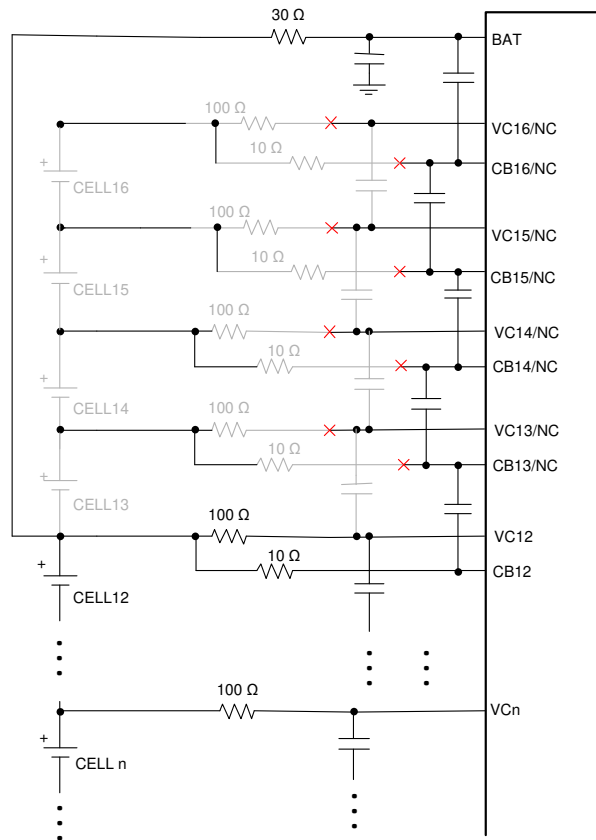 30 Ω
BAT
100 Ω
VC16/NC
10 Ω
CB16/NC
+
CELL16
100 Ω
VC15/NC
10 Ω
CB15/NC
+
CELL15
100 Ω
VC14/NC
10 Ω
CB14/NC
+
CELL14
100 Ω
VC13/NC
10 Ω
CB13/NC
+
CELL13
100 Ω
VC12
10 Ω
CB12
+
CELL12
100 Ω
VCn
+
CELL n